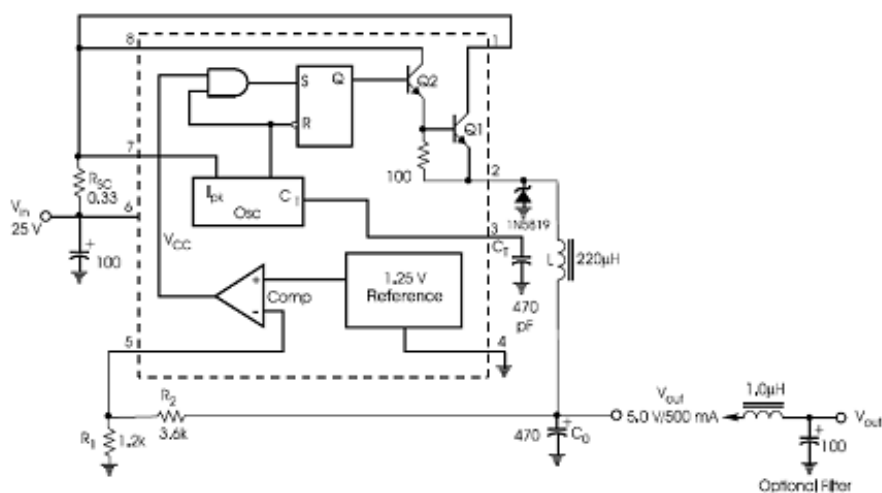 8
1
S
Q
Q2
R
Q1
7
100
2
R_SC
0.33
I_pk
C_T
Osc
V_in
25 V
6
1N5819
3
V_CC
C_T
100
L
220µH
1.25 V
Reference
+
Comp
-
470
pF
5
4
R_2
3.6k
R_1
1.2k
470
+
C_O
V_out
5.0 V/500 mA
1.0µH
V_out
+
100
Optional Filter